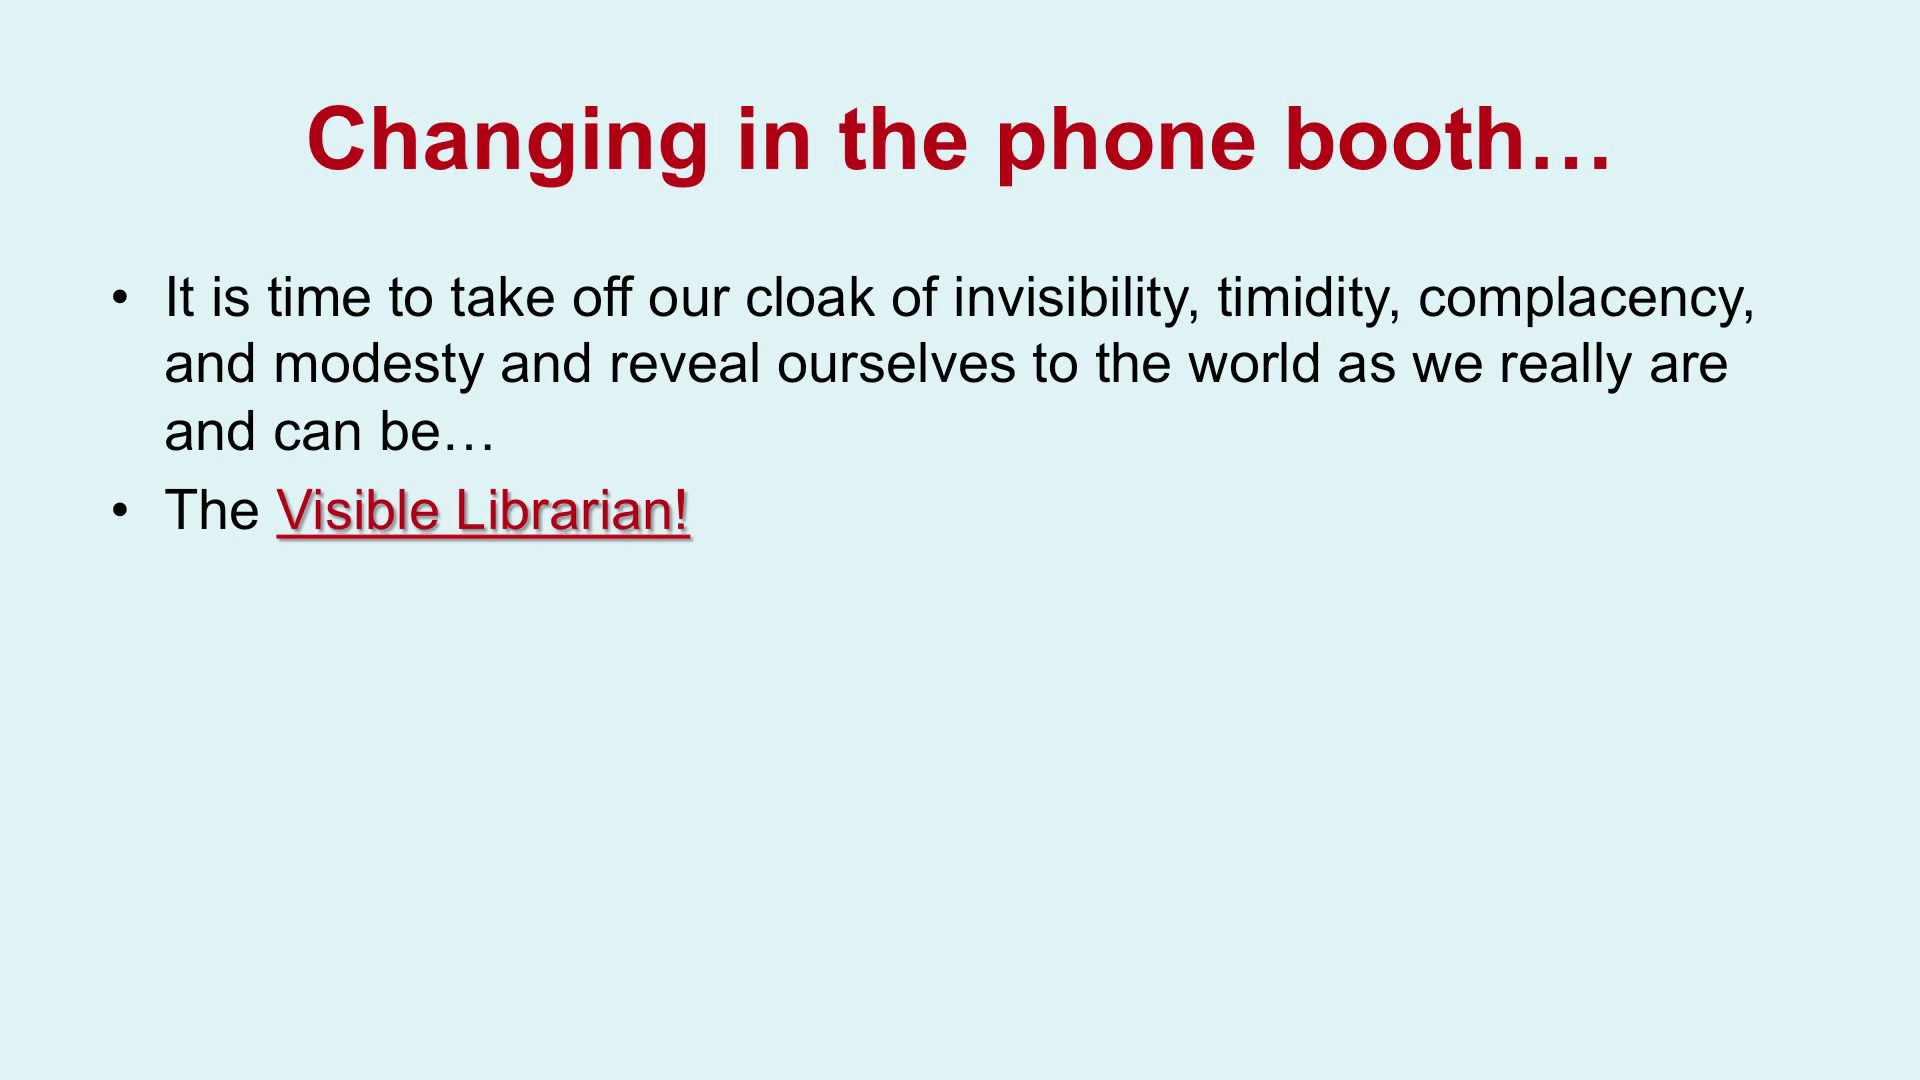 Changing in the phone booth…
• It is time to take off our cloak of invisibility, timidity, complacency,
and modesty and reveal ourselves to the world as we really are
and can be…
• The Visible Librarian!